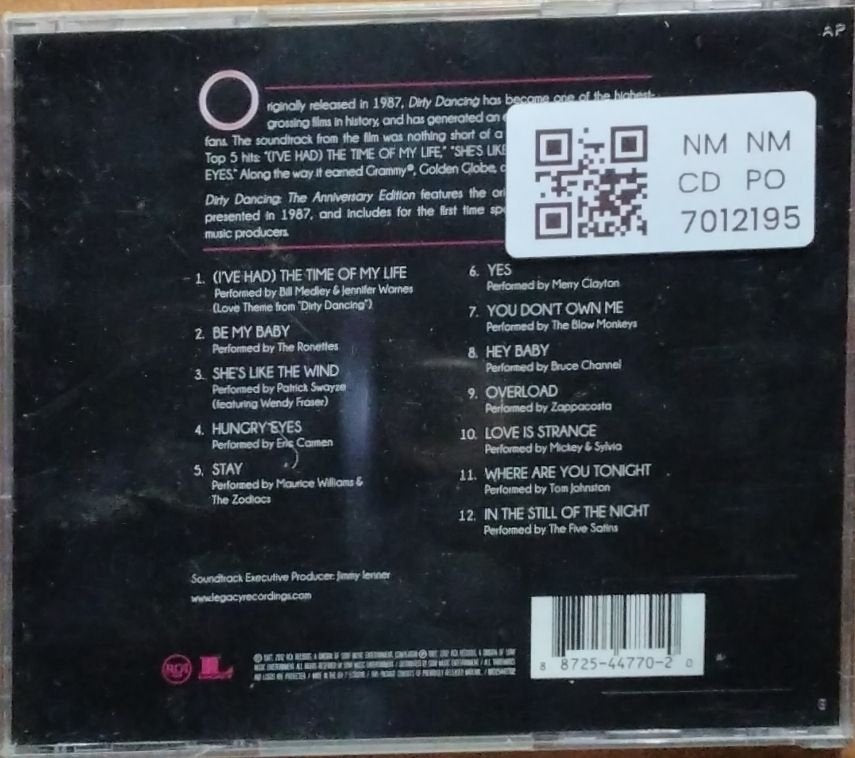 AP
Originally released in 1987, Dirty Dancing has become one of the highest-
grossing films in history, and has generated an
fans. The soundtrack from the film was nothing short of a
Top 5 hits: "(I'VE HAD) THE TIME OF MY LIFE," "SHE'S LIKE
EYES." Along the way it earned Grammy®, Golden Globe,
Dirty Dancing: The Anniversary Edition features the
presented in 1987, and includes for the first time
music producers.
NM NM
CD PO
7012195
1. (I'VE HAD) THE TIME OF MY LIFE
Performed by Bill Medley & Jennifer Warnes
(Love Theme from "Dirty Dancing")
2. BE MY BABY
Performed by The Ronettes
3. SHE'S LIKE THE WIND
Performed by Patrick Swayze
(featuring Wendy Fraser)
4. HUNGRY EYES
Performed by Eric Carmen
5. STAY
Performed by Maurice Williams &
The Zodiacs
6. YES
Performed by Merry Clayton
7. YOU DON'T OWN ME
Performed by The Blow Monkeys
8. HEY BABY
Performed by Bruce Channel
9. OVERLOAD
Performed by Zappacosta
10. LOVE IS STRANGE
Performed by Mickey & Sylvia
11. WHERE ARE YOU TONIGHT
Performed by Tom Johnston
12. IN THE STILL OF THE NIGHT
Performed by The Five Satins
Soundtrack Executive Producer: Jimmy Ienner
www.legacyrecordings.com
RCA
8 8725-44770-2 0